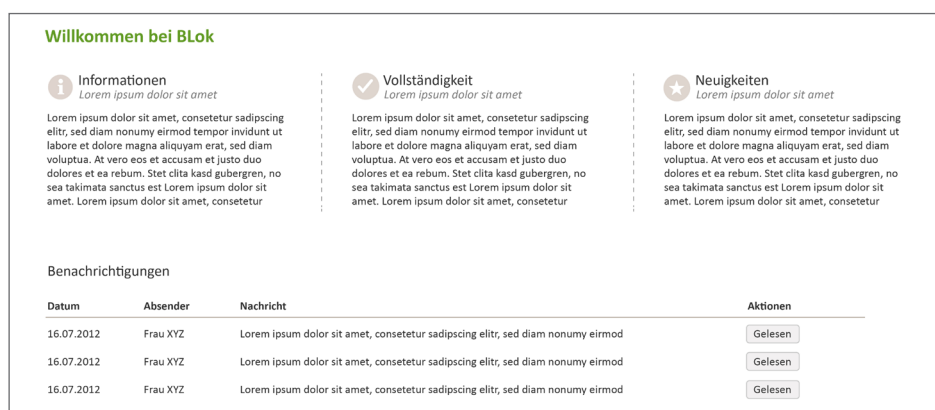 Willkommen bei BLok
Informationen
Lorem ipsum dolor sit amet
Lorem ipsum dolor sit amet, consetetur sadipscing
elitr, sed diam nonumy eirmod tempor invidunt ut
labore et dolore magna aliquyam erat, sed diam
voluptua. At vero eos et accusam et justo duo
dolores et ea rebum. Stet clita kasd gubergren, no
sea takimata sanctus est Lorem ipsum dolor sit
amet. Lorem ipsum dolor sit amet, consetetur
Vollständigkeit
Lorem ipsum dolor sit amet
Lorem ipsum dolor sit amet, consetetur sadipscing
elitr, sed diam nonumy eirmod tempor invidunt ut
labore et dolore magna aliquyam erat, sed diam
voluptua. At vero eos et accusam et justo duo
dolores et ea rebum. Stet clita kasd gubergren, no
sea takimata sanctus est Lorem ipsum dolor sit
amet. Lorem ipsum dolor sit amet, consetetur
Neuigkeiten
Lorem ipsum dolor sit amet
Lorem ipsum dolor sit amet, consetetur sadipscing
elitr, sed diam nonumy eirmod tempor invidunt ut
labore et dolore magna aliquyam erat, sed diam
voluptua. At vero eos et accusam et justo duo
dolores et ea rebum. Stet clita kasd gubergren, no
sea takimata sanctus est Lorem ipsum dolor sit
amet. Lorem ipsum dolor sit amet, consetetur
Benachrichtigungen
Datum Absender Nachricht Aktionen
16.07.2012 Frau XYZ Lorem ipsum dolor sit amet, consetetur sadipscing elitr, sed diam nonumy eirmod Gelesen
16.07.2012 Frau XYZ Lorem ipsum dolor sit amet, consetetur sadipscing elitr, sed diam nonumy eirmod Gelesen
16.07.2012 Frau XYZ Lorem ipsum dolor sit amet, consetetur sadipscing elitr, sed diam nonumy eirmod Gelesen